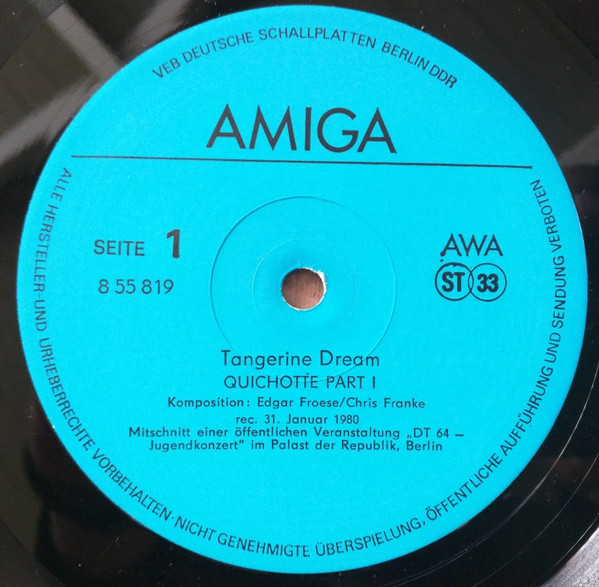 VEB DEUTSCHE SCHALLPLATTEN BERLIN DDR
AMIGA
SEITE 1
8 55 819
AWA
ST 33
Tangerine Dream
QUICHOTTE PART I
Komposition: Edgar Froese/Chris Franke
rec. 31. Januar 1980
Mitschnitt einer öffentlichen Veranstaltung „DT 64 –
Jugendkonzert" im Palast der Republik, Berlin
ALLE HERSTELLER-UND URHEBERRECHTE VORBEHALTEN·NICHT GENEHMIGTE ÜBERSPIELUNG, ÖFFENTLICHE AUFFÜHRUNG UND SENDUNG VERBOTEN